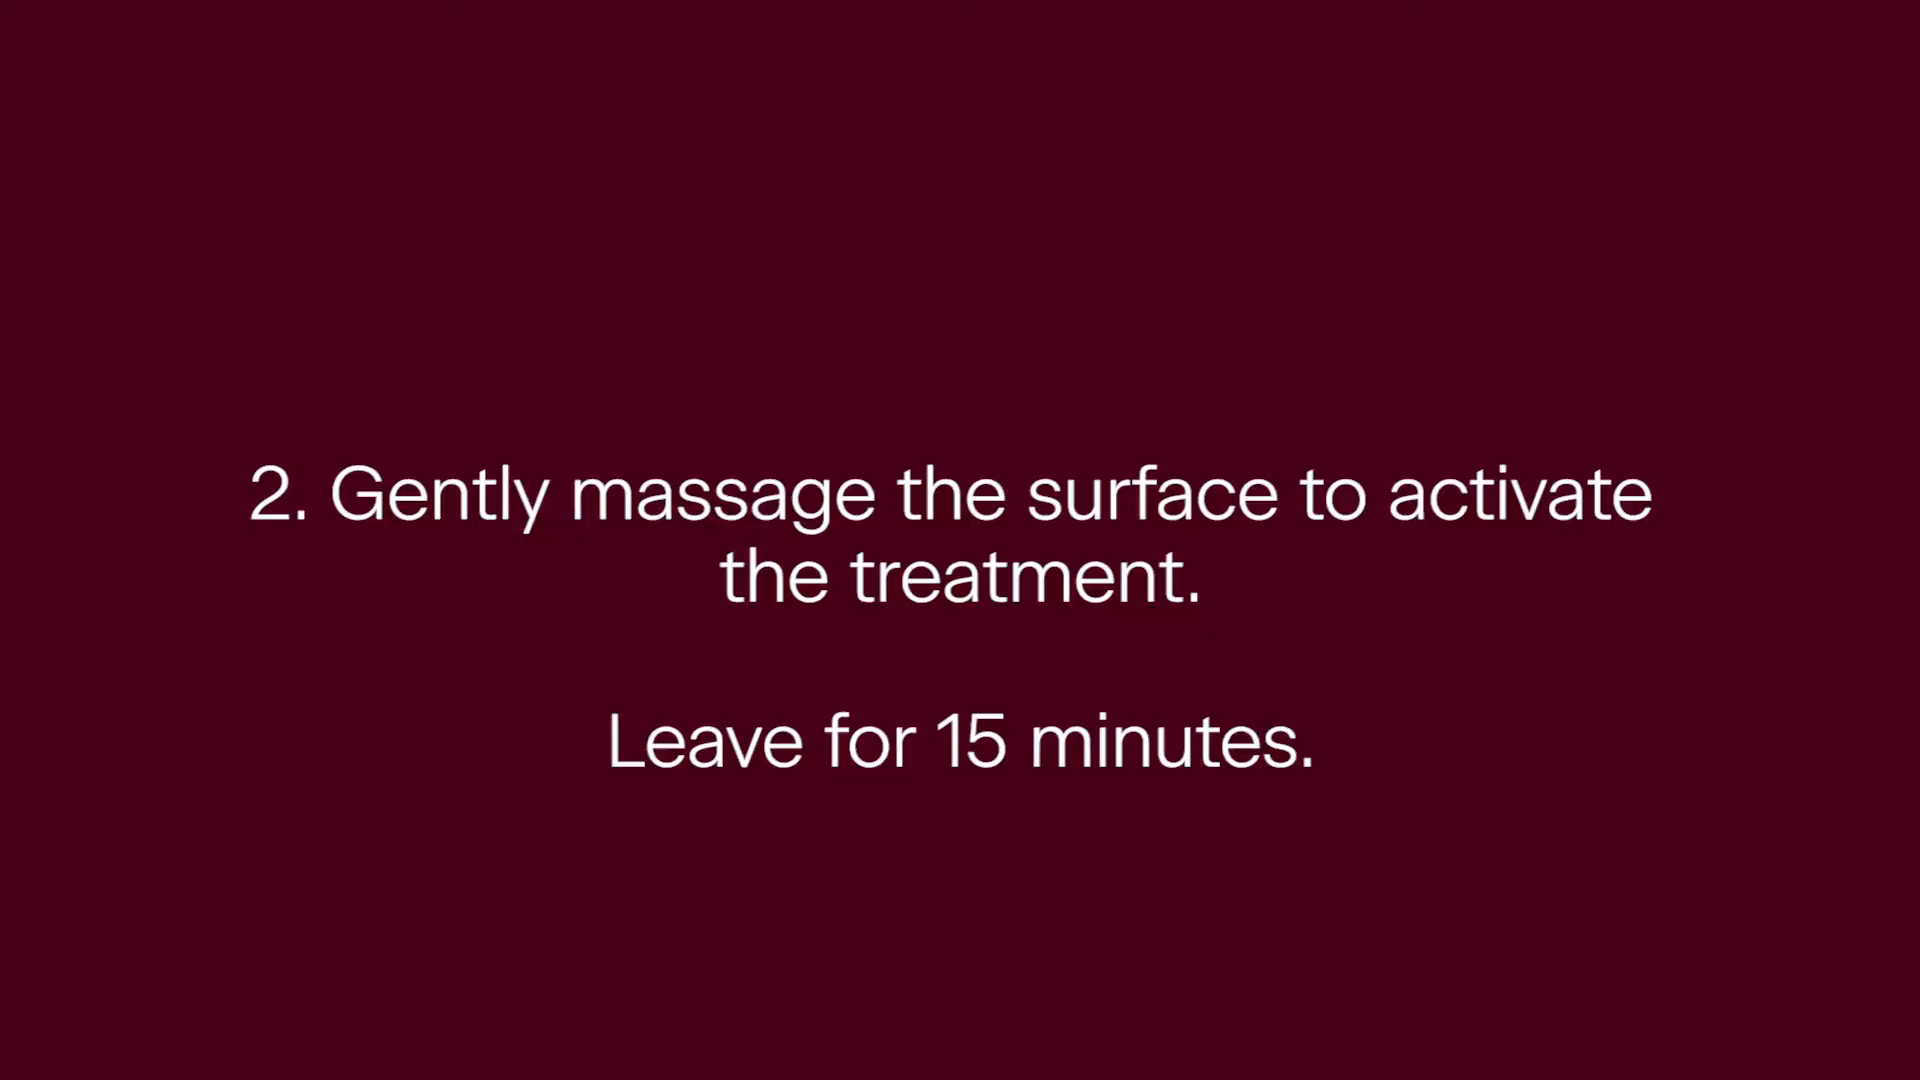 2. Gently massage the surface to activate
the treatment.
Leave for 15 minutes.